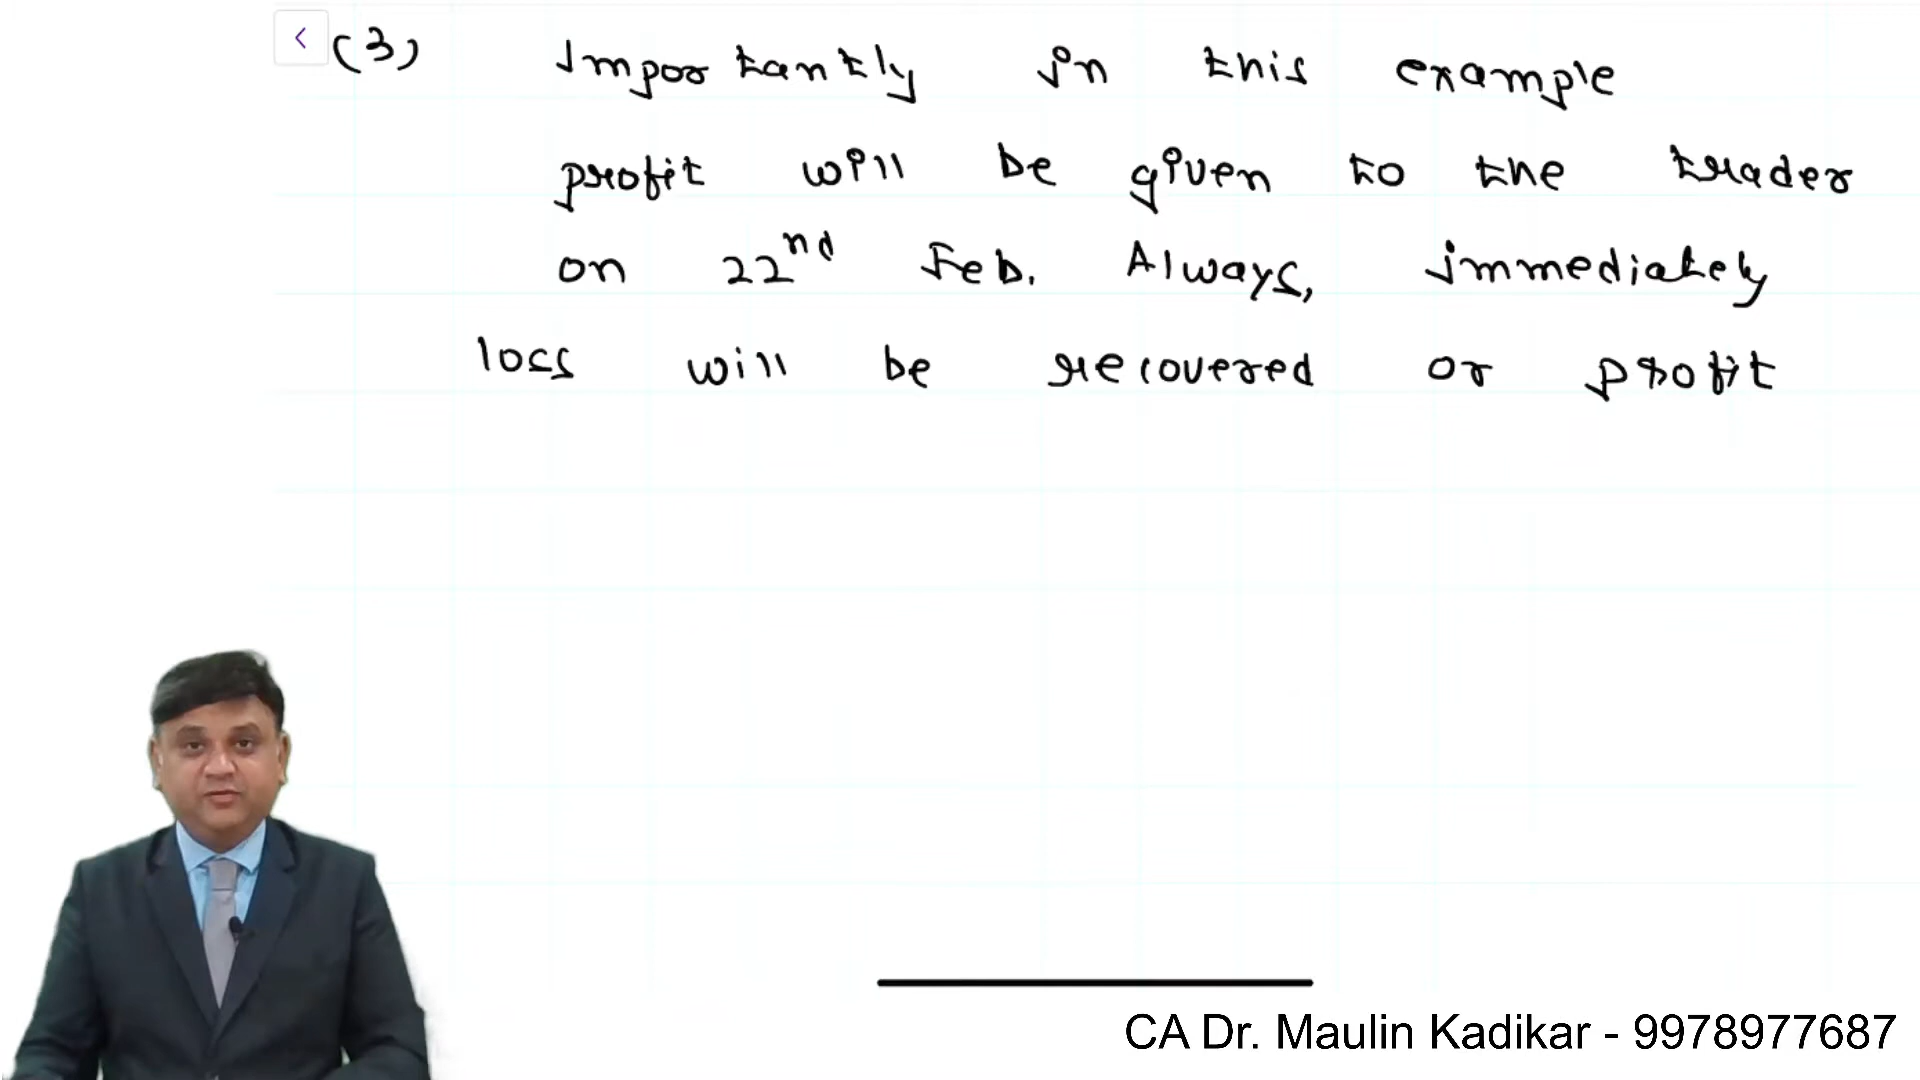 (3) Importantly in this example
profit will be given to the trader
on 22nd Feb. Always, immediately
loss will be recovered or profit
CA Dr. Maulin Kadikar - 9978977687